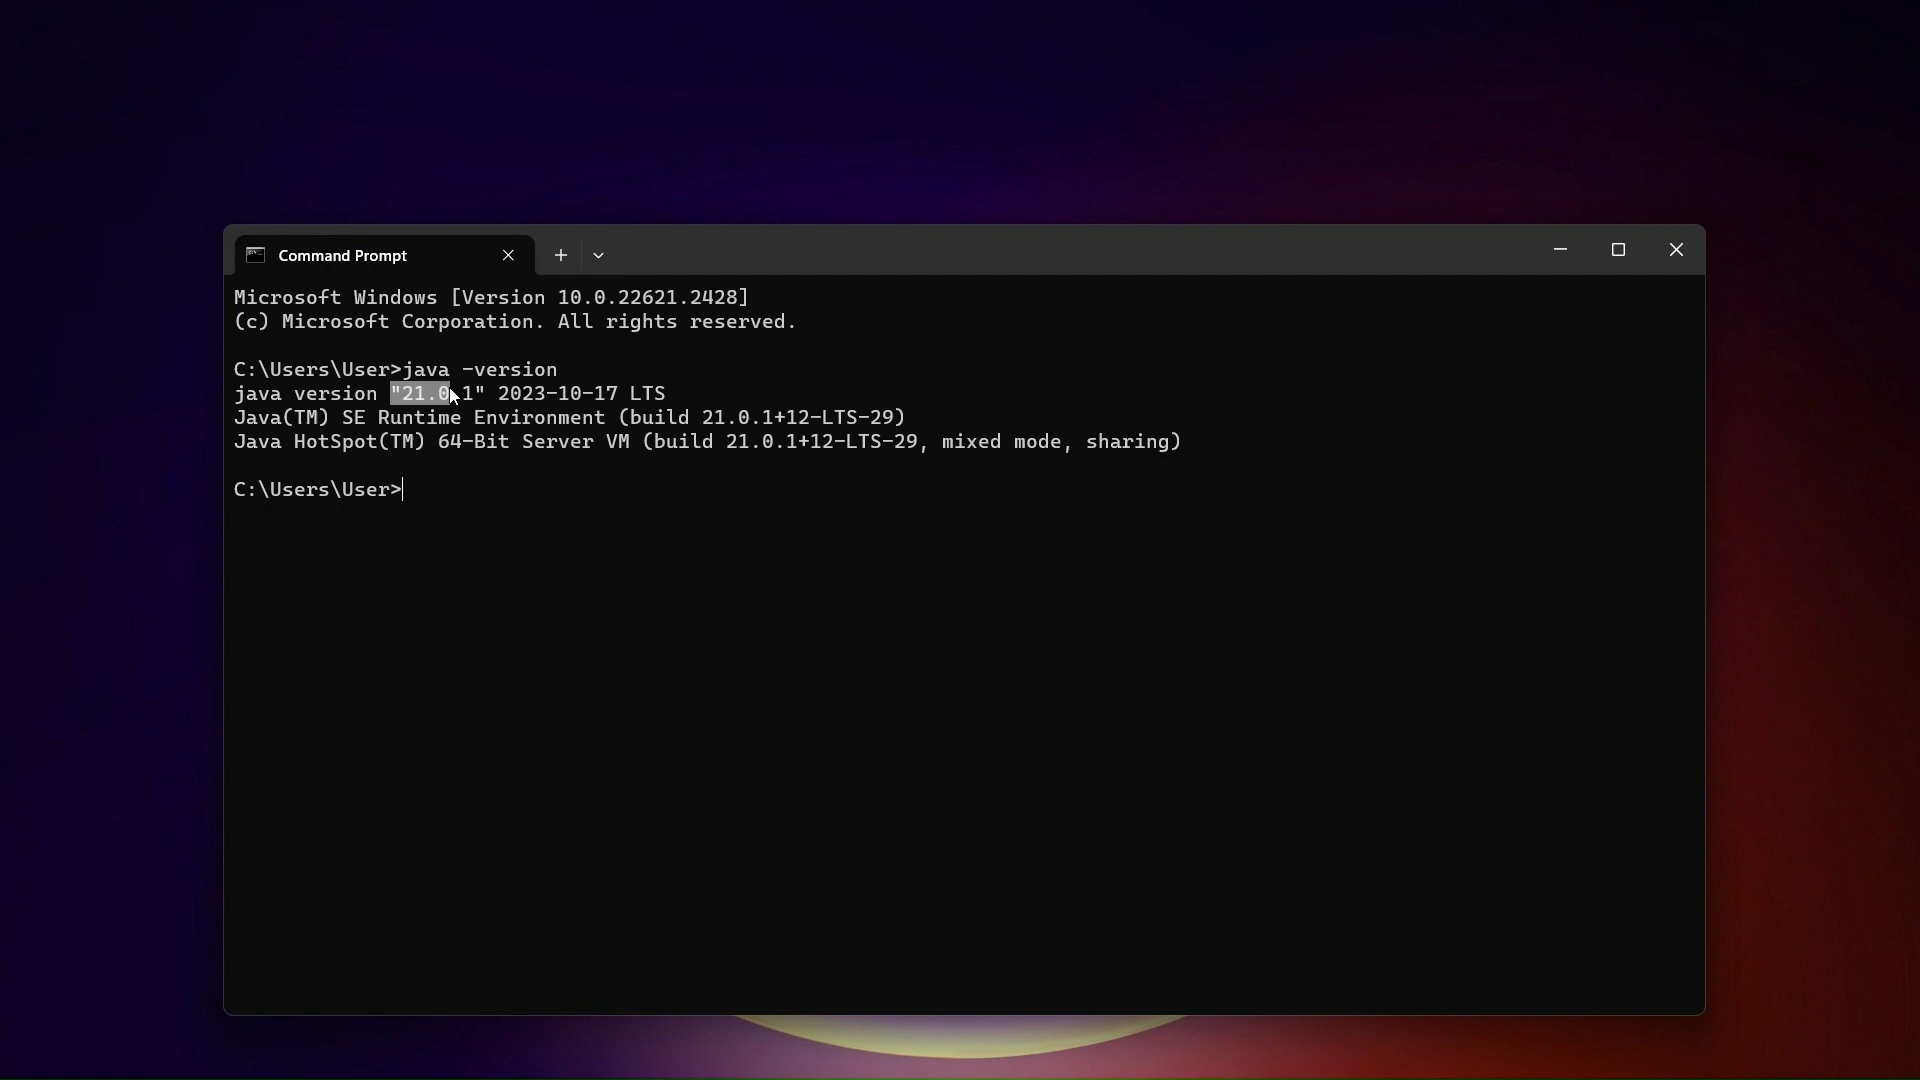 Command Prompt
Microsoft Windows [Version 10.0.22621.2428]
(c) Microsoft Corporation. All rights reserved.
C:\Users\User>java -version
java version "21.0.1" 2023-10-17 LTS
Java(TM) SE Runtime Environment (build 21.0.1+12-LTS-29)
Java HotSpot(TM) 64-Bit Server VM (build 21.0.1+12-LTS-29, mixed mode, sharing)
C:\Users\User>